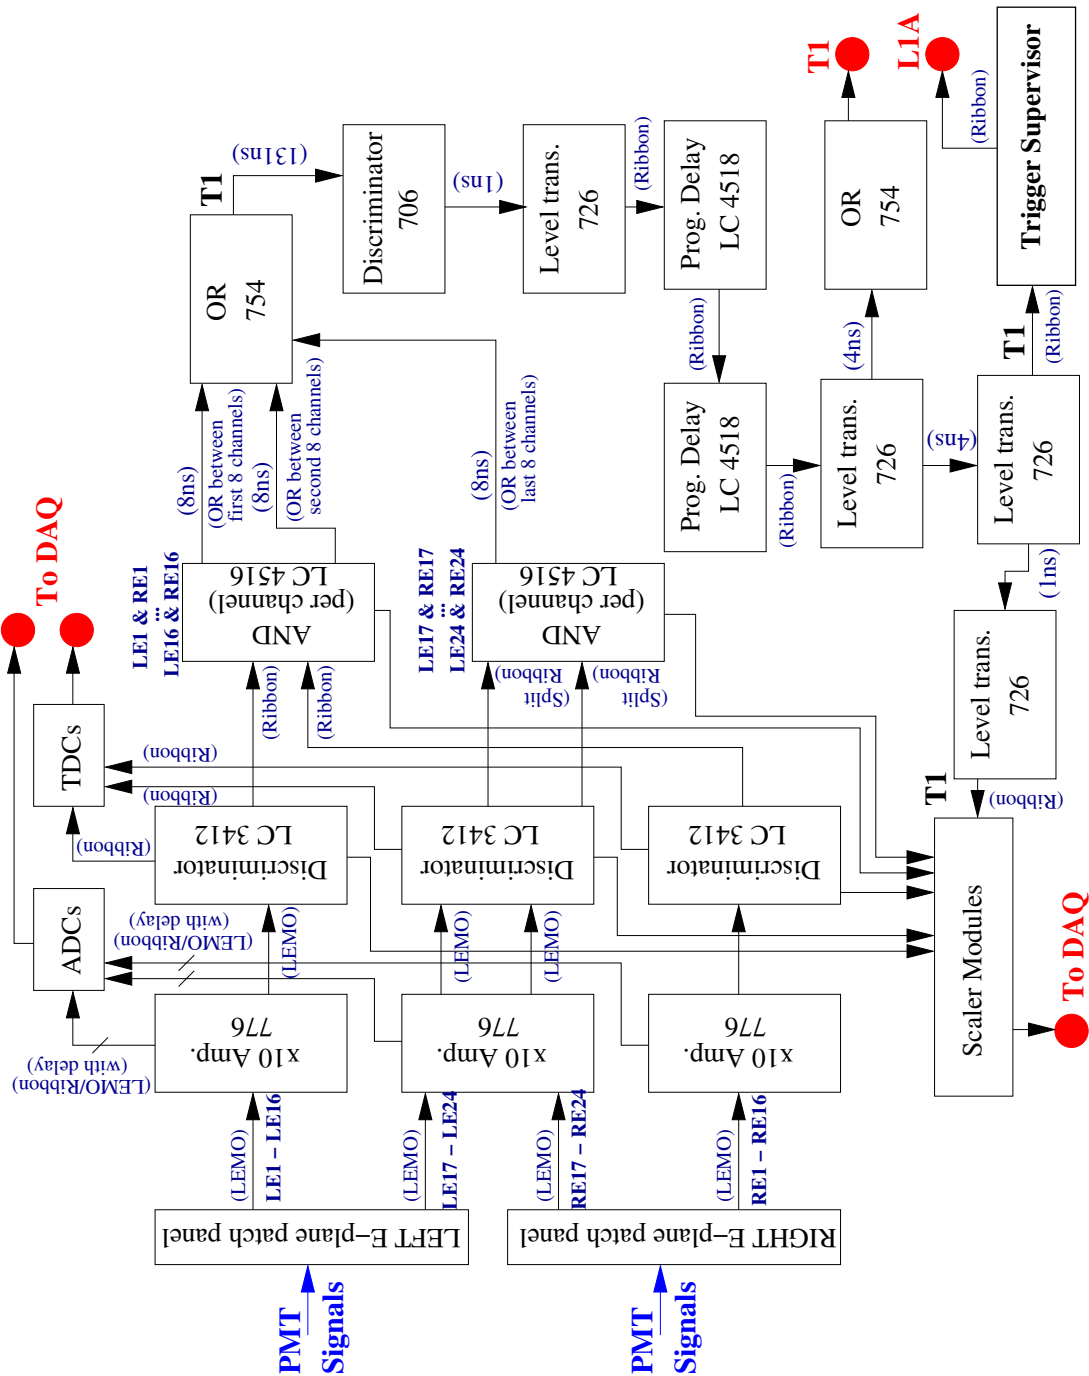 PMT
Signals
PMT
Signals
LEFT E-plane patch panel
RIGHT E-plane patch panel
(LEMO)
LE1 – LE16
(LEMO)
LE17 – LE24
(LEMO)
RE17 – RE24
(LEMO)
RE1 – RE16
x10 Amp.
776
x10 Amp.
776
x10 Amp.
776
(LEMO/Ribbon)
(with delay)
(LEMO/Ribbon)
(with delay)
(LEMO)
(LEMO)
(LEMO)
ADCs
Discriminator
LC 3412
Discriminator
LC 3412
Discriminator
LC 3412
(Ribbon)
(Ribbon)
(Ribbon)
TDCs
To DAQ
(Ribbon)
(Ribbon)
(Split
Ribbon)
(Split
Ribbon)
LE1 & RE1
...
LE16 & RE16
AND
(per channel)
LC 4516
LE17 & RE17
...
LE24 & RE24
AND
(per channel)
LC 4516
(8ns)
(OR between
first 8 channels)
(8ns)
(OR between
second 8 channels)
(8ns)
(OR between
last 8 channels)
OR
754
T1
(131ns)
Discriminator
706
(1ns)
Level trans.
726
(Ribbon)
Prog. Delay
LC 4518
(Ribbon)
Prog. Delay
LC 4518
(Ribbon)
Level trans.
726
(4ns)
OR
754
T1
(4ns)
Level trans.
726
T1
(Ribbon)
Trigger Supervisor
(Ribbon)
L1A
(1ns)
Level trans.
726
T1
(Ribbon)
Scaler Modules
To DAQ